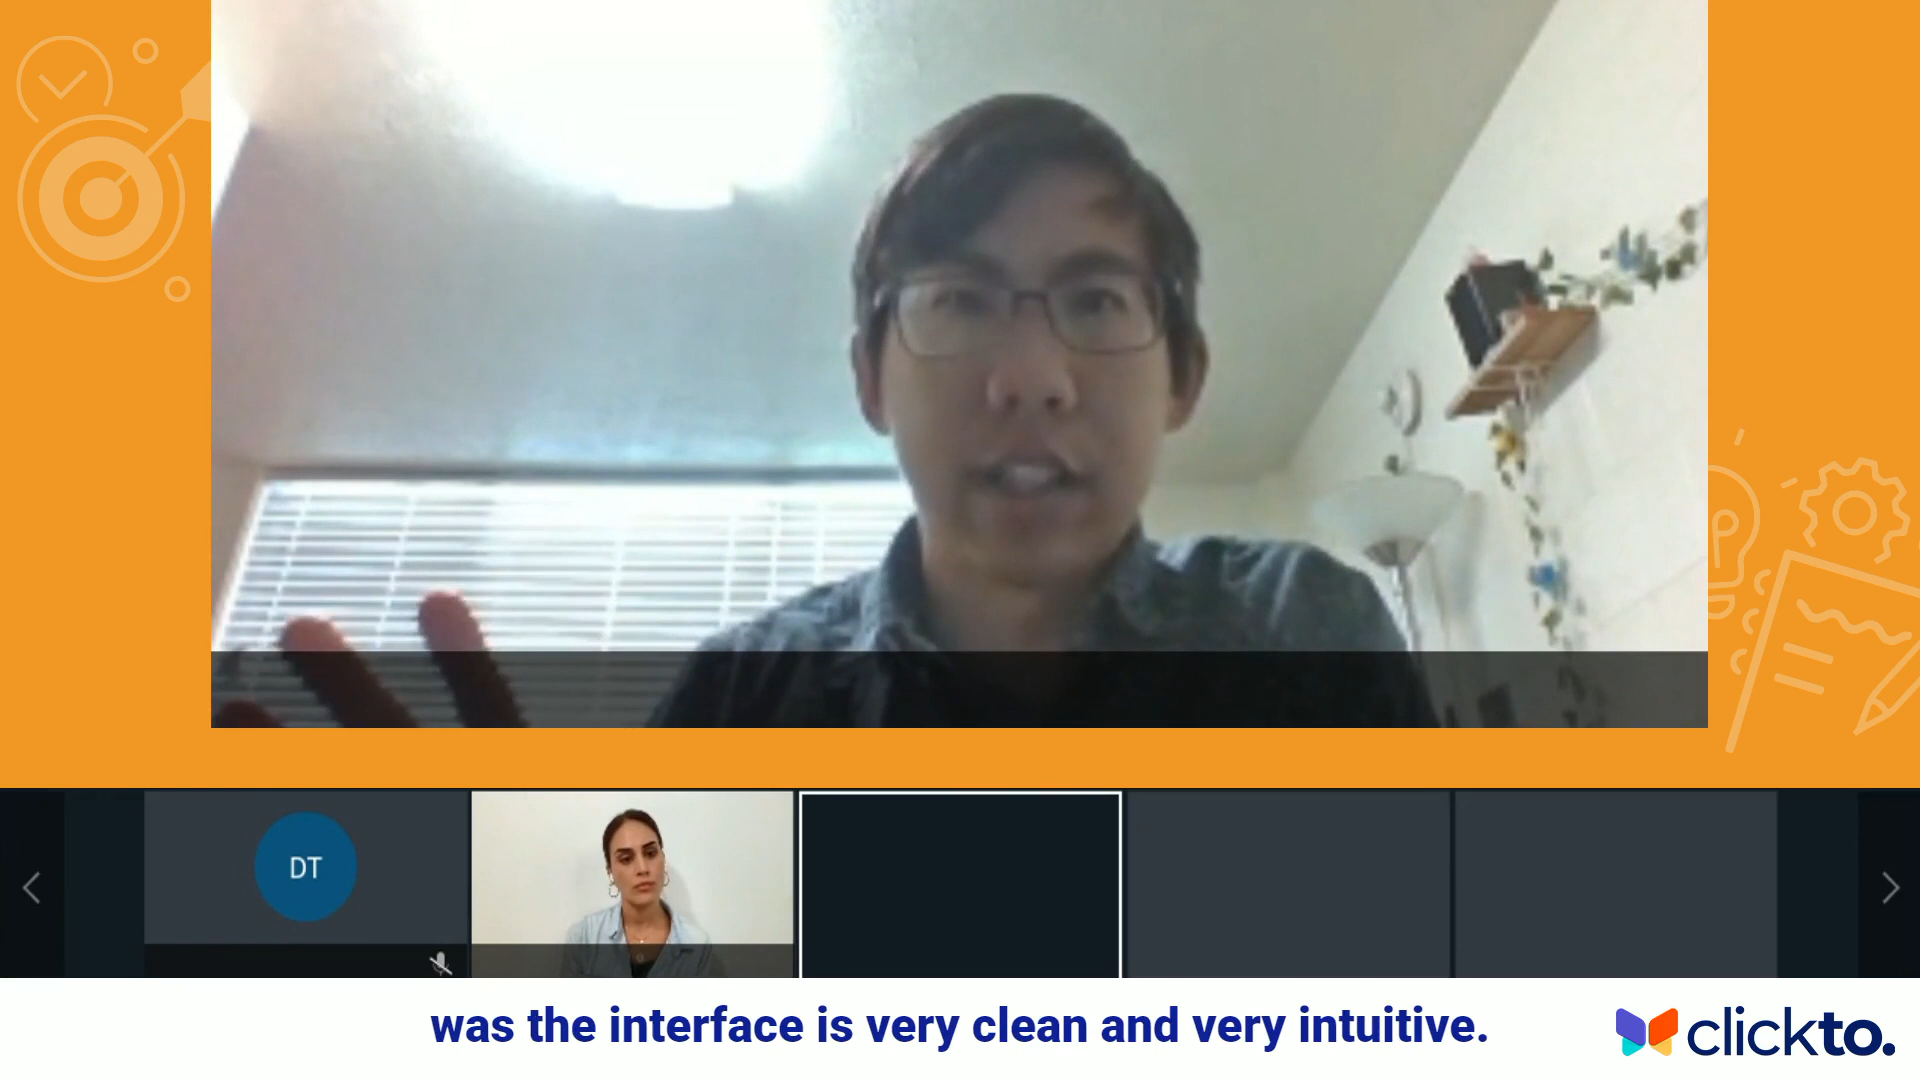 DT
was the interface is very clean and very intuitive.
clickto.